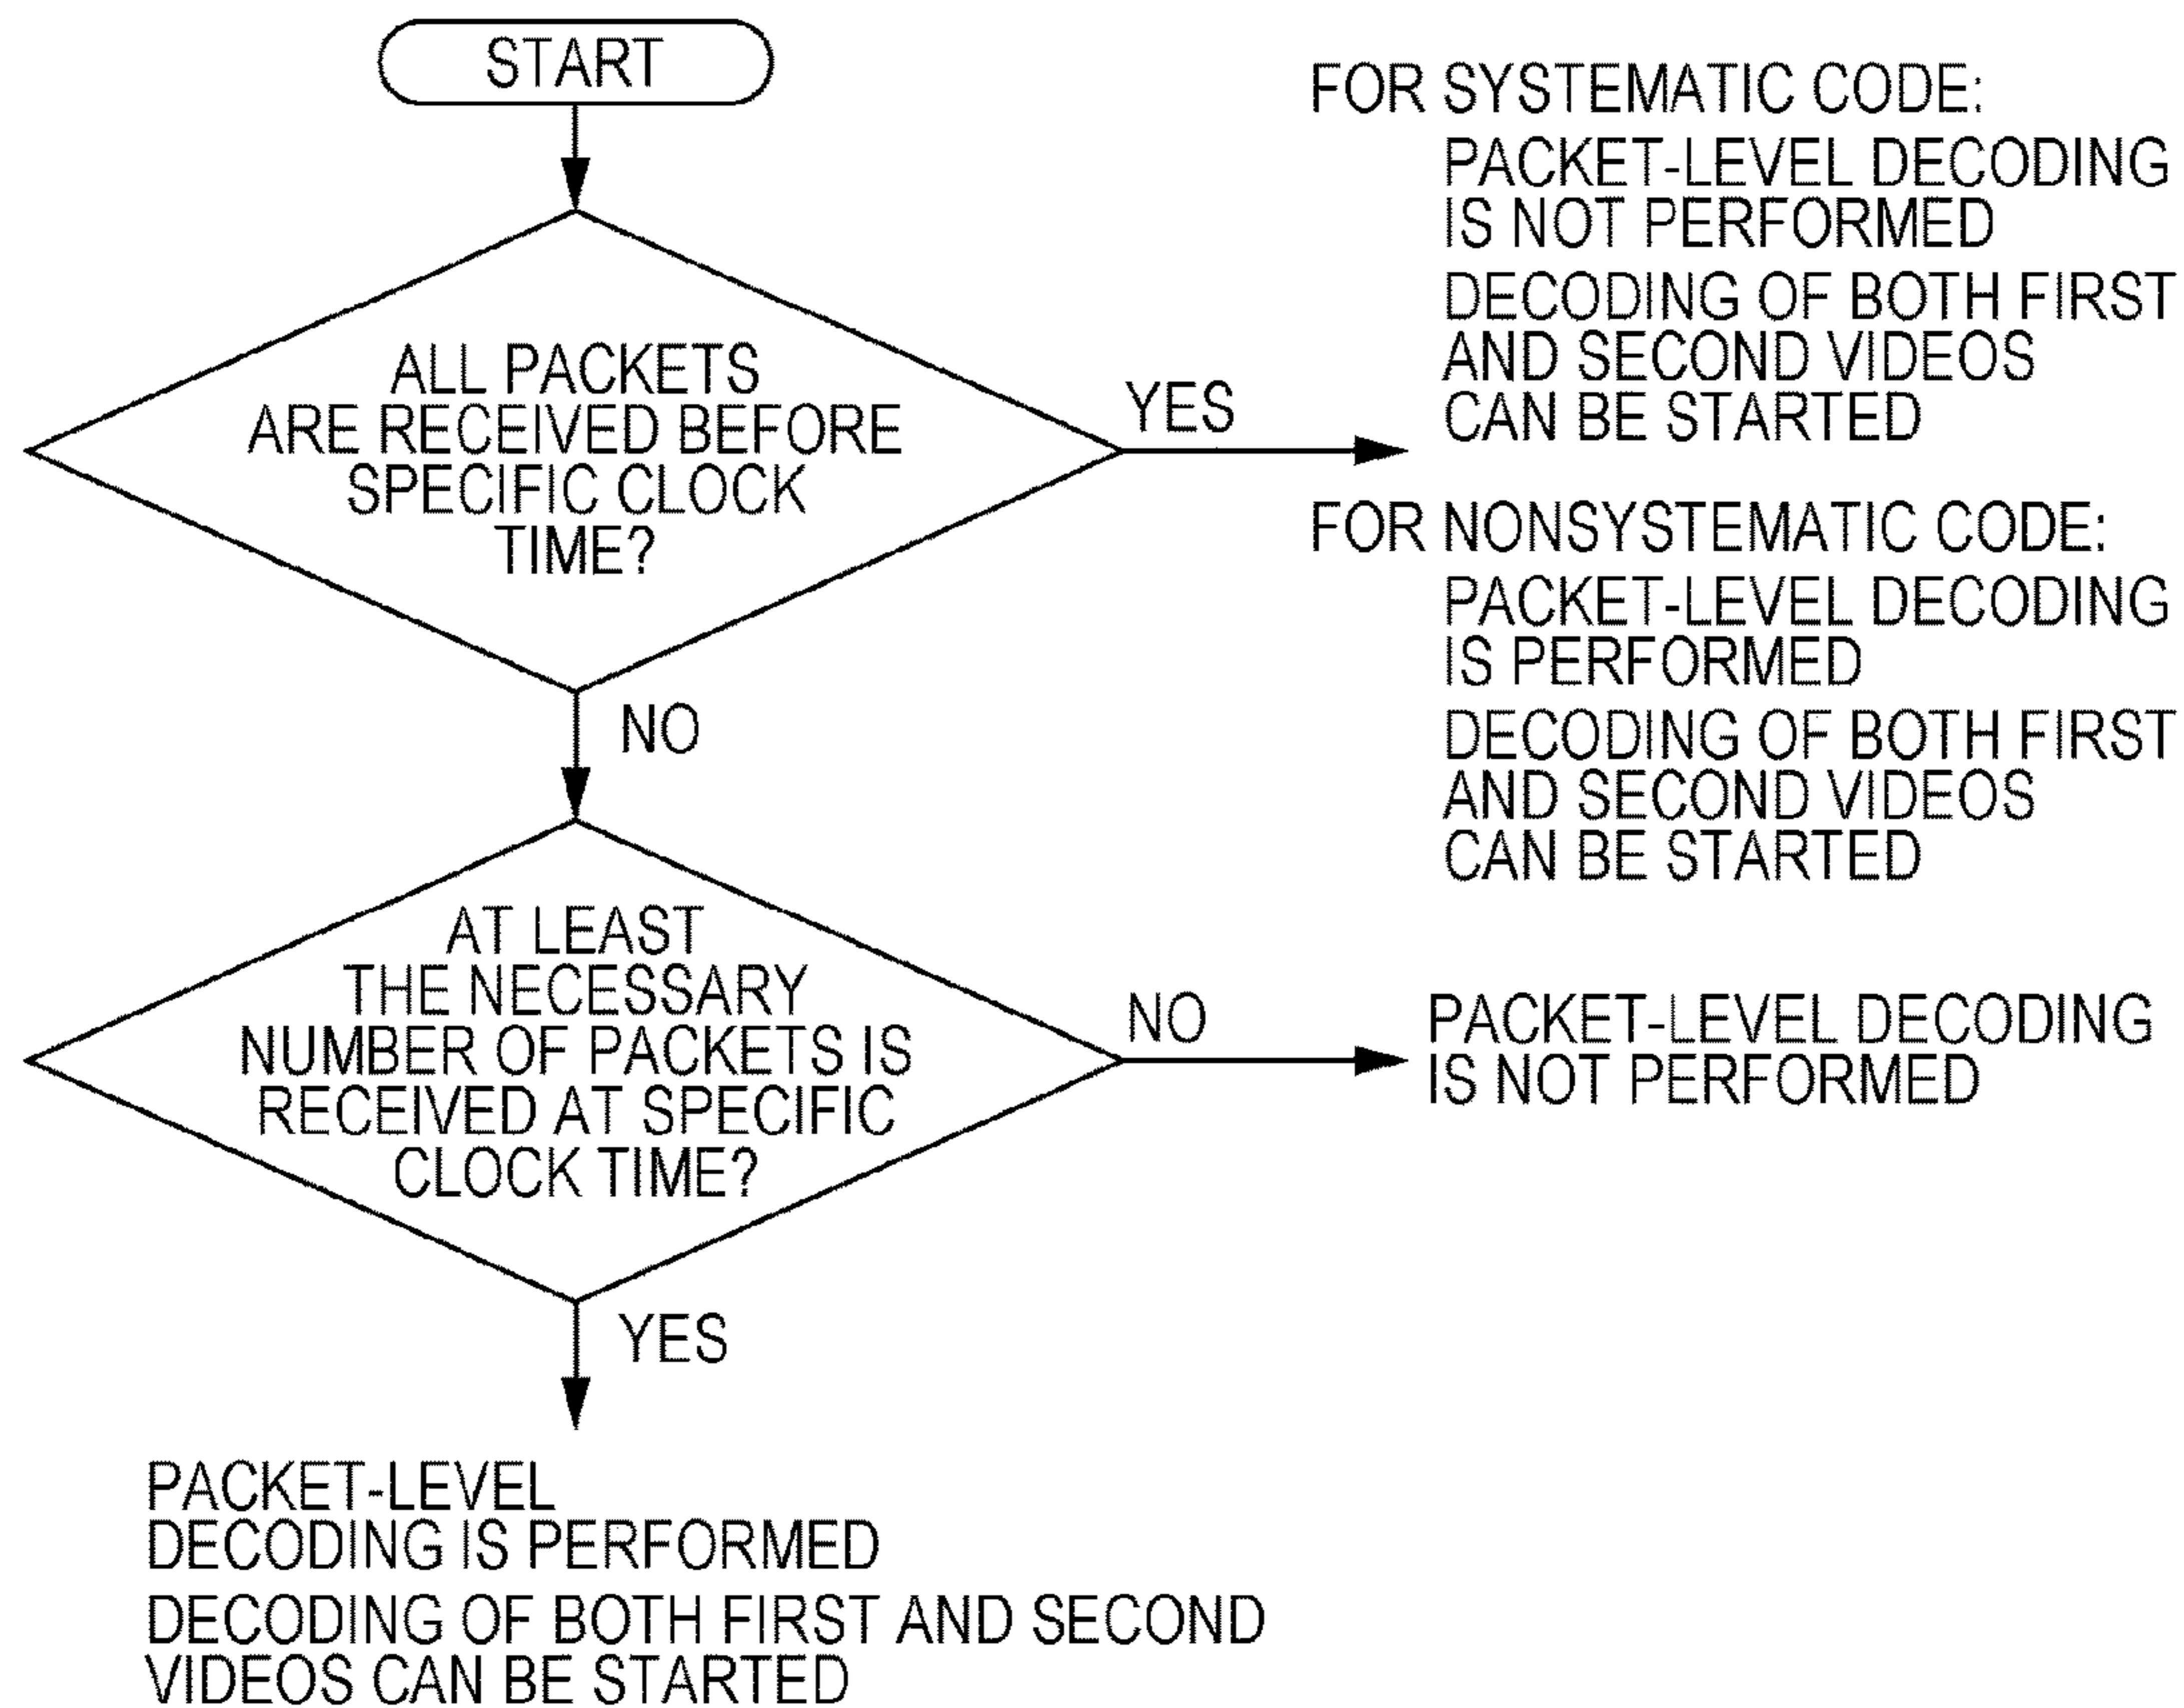 START
ALL PACKETS
ARE RECEIVED BEFORE
SPECIFIC CLOCK
TIME?
YES
FOR SYSTEMATIC CODE:
PACKET-LEVEL DECODING
IS NOT PERFORMED
DECODING OF BOTH FIRST
AND SECOND VIDEOS
CAN BE STARTED
FOR NONSYSTEMATIC CODE:
PACKET-LEVEL DECODING
IS PERFORMED
DECODING OF BOTH FIRST
AND SECOND VIDEOS
CAN BE STARTED
NO
AT LEAST
THE NECESSARY
NUMBER OF PACKETS IS
RECEIVED AT SPECIFIC
CLOCK TIME?
NO
PACKET-LEVEL DECODING
IS NOT PERFORMED
YES
PACKET-LEVEL
DECODING IS PERFORMED
DECODING OF BOTH FIRST AND SECOND
VIDEOS CAN BE STARTED